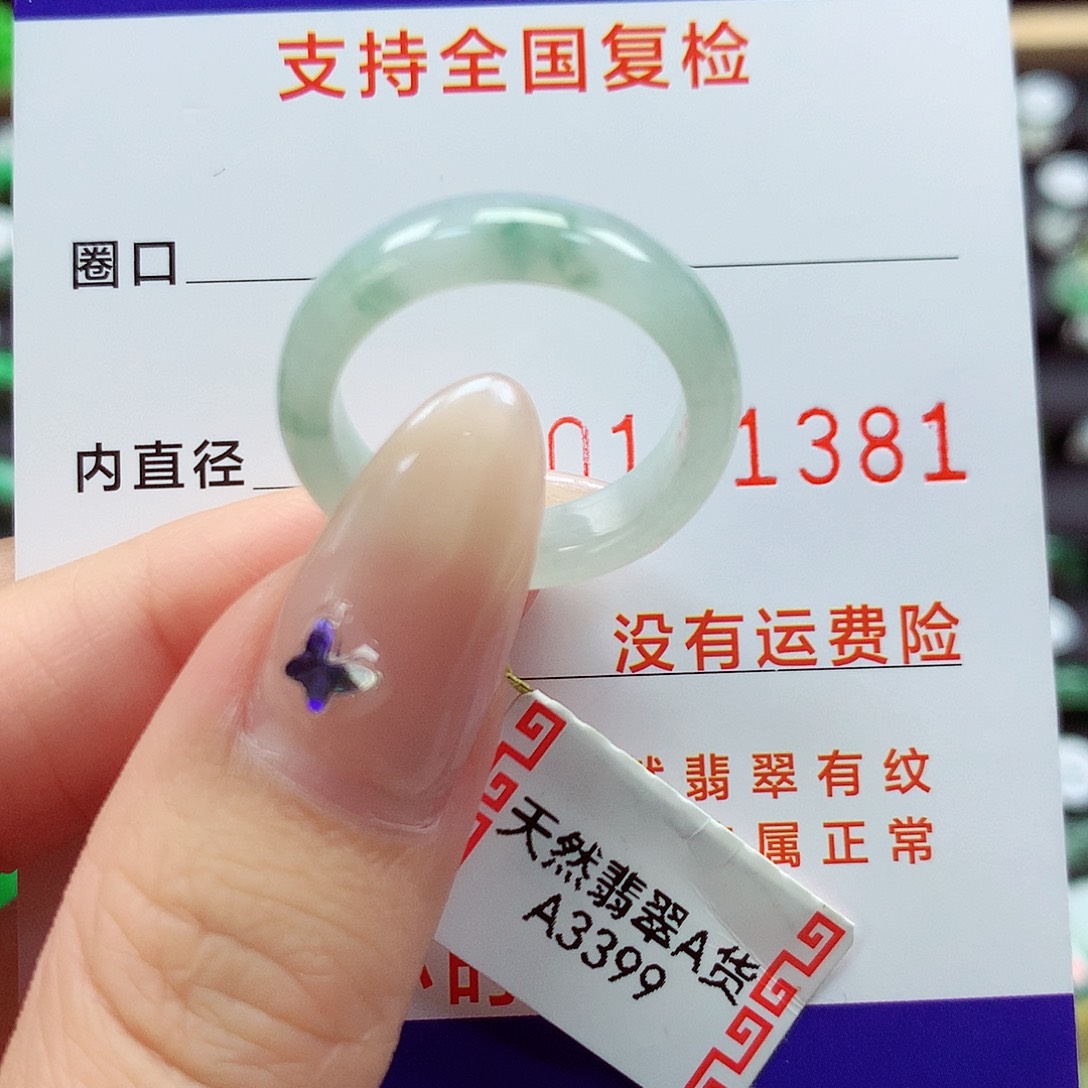 支持全国复检
圈口
内直径
01 1381
没有运费险
翡翠有纹
属正常
天然翡翠A货
A3399